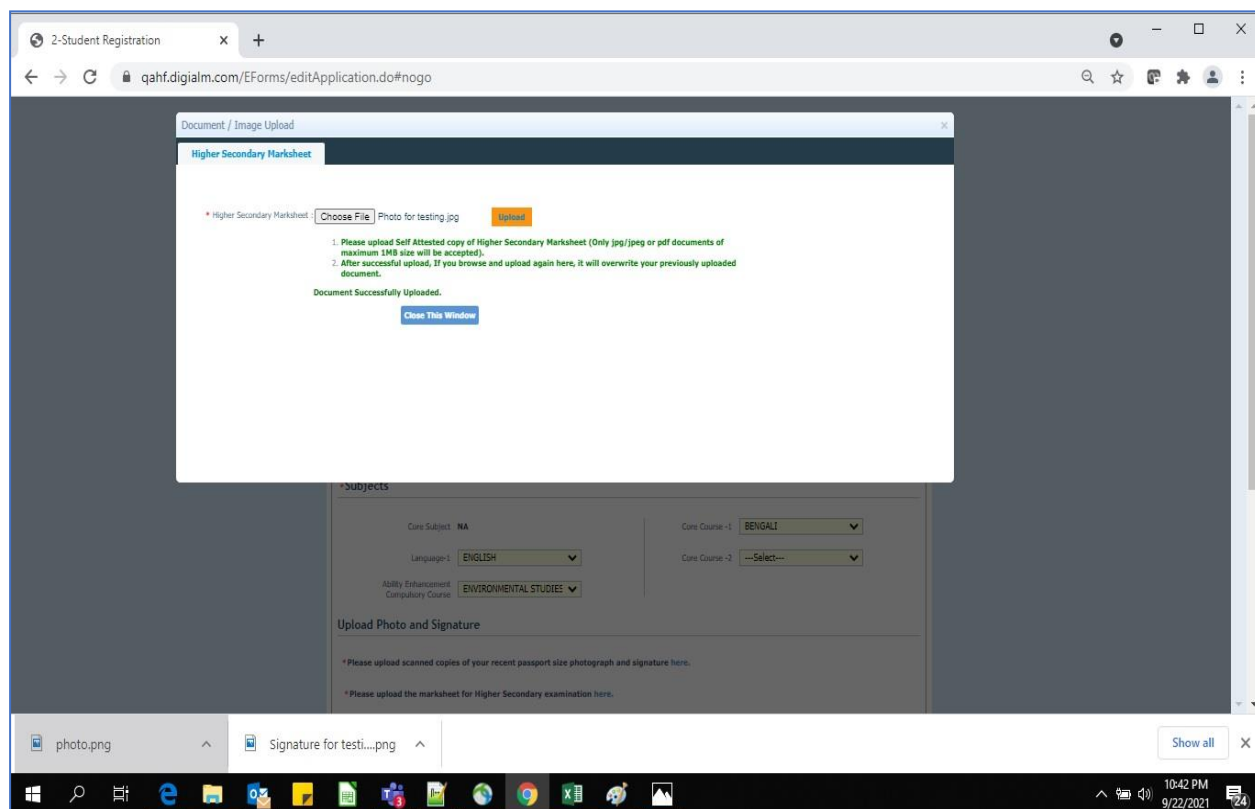 2-Student Registration
qahf.digialm.com/EForms/editApplication.do#nogo
Document / Image Upload
Higher Secondary Marksheet
* Higher Secondary Marksheet : Choose File Photo for testing.jpg Upload
1. Please upload Self Attested copy of Higher Secondary Marksheet (Only jpg/jpeg or pdf documents of
maximum 1MB size will be accepted).
2. After successful upload, If you browse and upload again here, it will overwrite your previously uploaded
document.
Document Successfully Uploaded.
Close This Window
*Subjects
Core Subject NA Core Course -1 BENGALI
Language-1 ENGLISH Core Course -2 ---Select---
Ability Enhancement
Compulsory Course ENVIRONMENTAL STUDIES
Upload Photo and Signature
*Please upload scanned copies of your recent passport size photograph and signature here.
*Please upload the marksheet for Higher Secondary examination here.
photo.png Signature for testi....png Show all
10:42 PM
9/22/2021